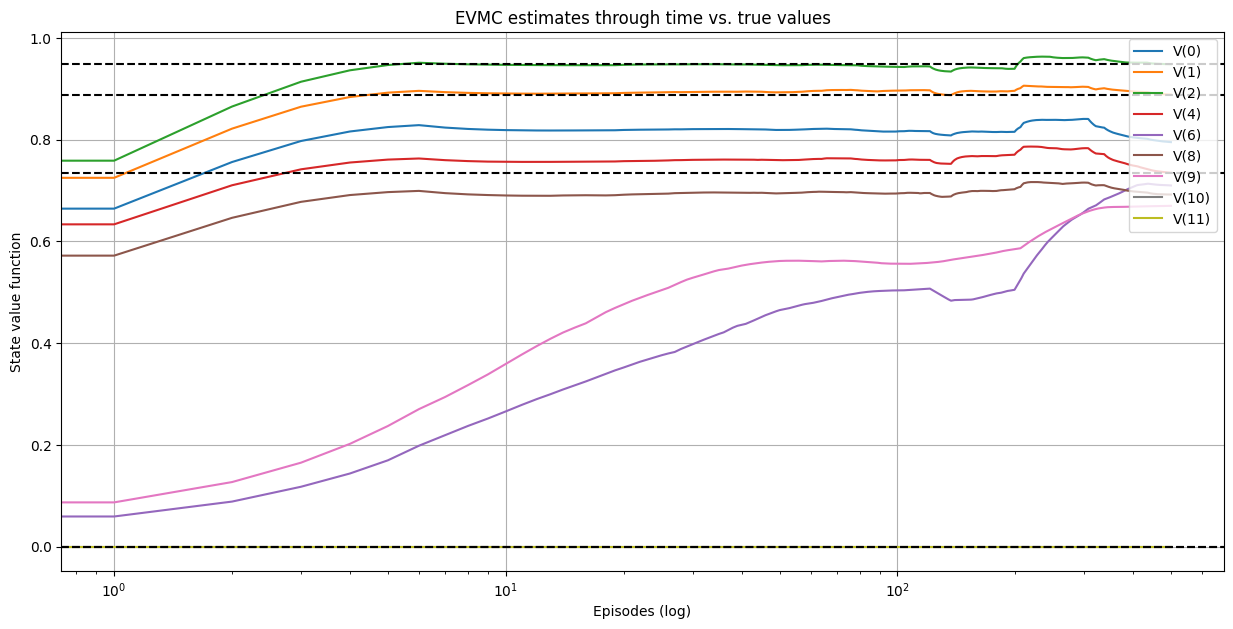 EVMC estimates through time vs. true values
State value function
1.0
0.8
0.6
0.4
0.2
0.0
V(0)
V(1)
V(2)
V(4)
V(6)
V(8)
V(9)
V(10)
V(11)
10⁰
10¹
10²
Episodes (log)